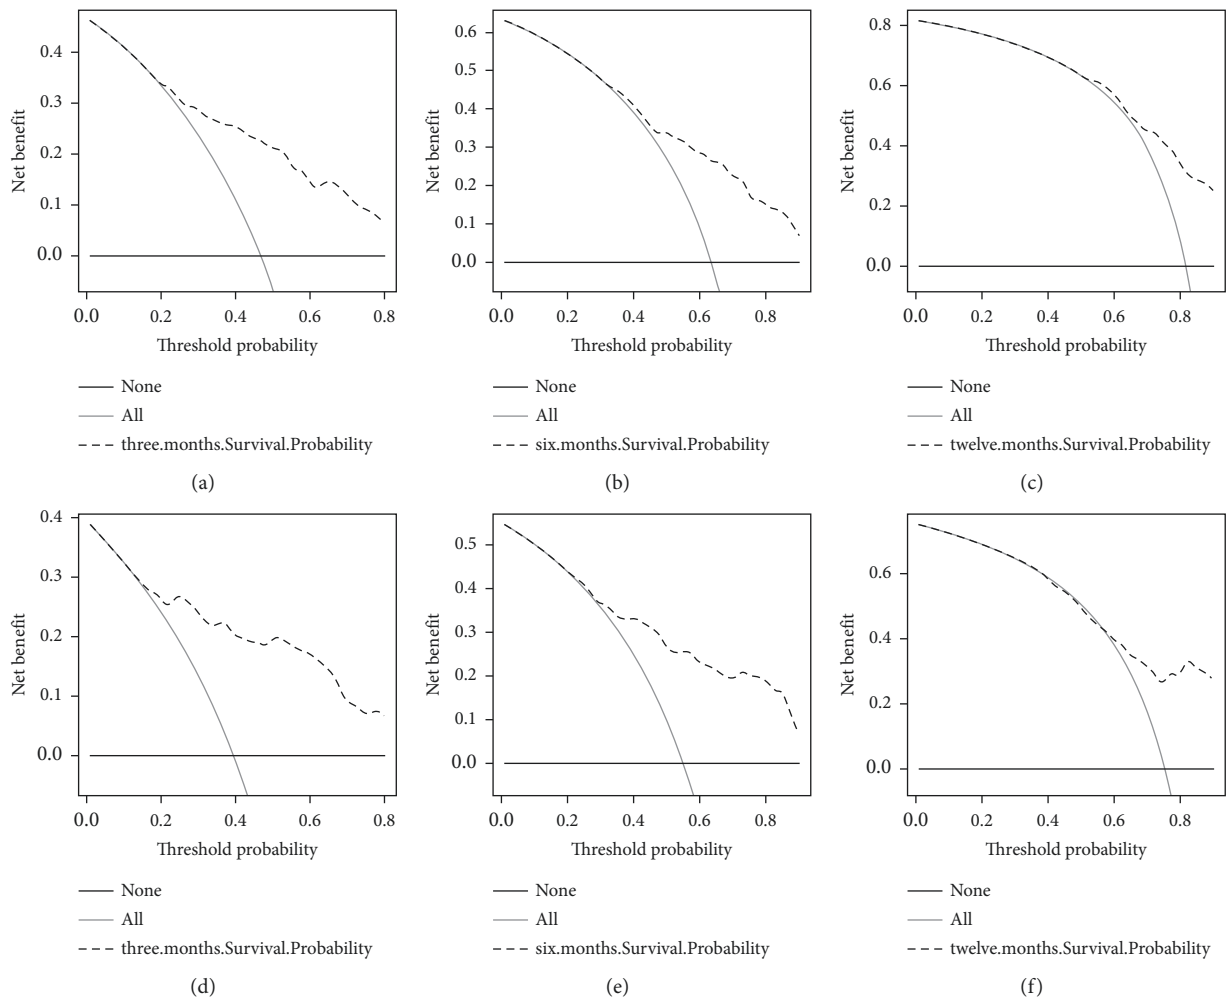 Net benefit
0.4
0.3
0.2
0.1
0.0
0.0 0.2 0.4 0.6 0.8
Threshold probability
None
All
three.months.Survival.Probability
(a)
Net benefit
0.6
0.5
0.4
0.3
0.2
0.1
0.0
0.0 0.2 0.4 0.6 0.8
Threshold probability
None
All
six.months.Survival.Probability
(b)
Net benefit
0.8
0.6
0.4
0.2
0.0
0.0 0.2 0.4 0.6 0.8
Threshold probability
None
All
twelve.months.Survival.Probability
(c)
Net benefit
0.4
0.3
0.2
0.1
0.0
0.0 0.2 0.4 0.6 0.8
Threshold probability
None
All
three.months.Survival.Probability
(d)
Net benefit
0.5
0.4
0.3
0.2
0.1
0.0
0.0 0.2 0.4 0.6 0.8
Threshold probability
None
All
six.months.Survival.Probability
(e)
Net benefit
0.6
0.4
0.2
0.0
0.0 0.2 0.4 0.6 0.8
Threshold probability
None
All
twelve.months.Survival.Probability
(f)